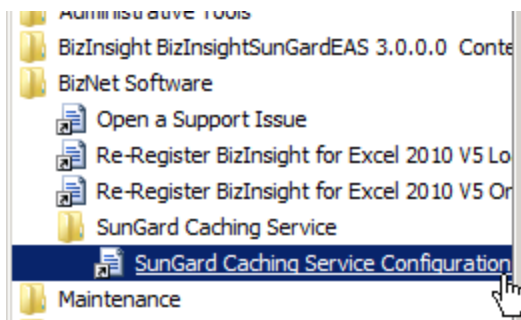 Administrative Tools
BizInsight BizInsightSunGardEAS 3.0.0.0 Conte
BizNet Software
Open a Support Issue
Re-Register BizInsight for Excel 2010 V5 Lo
Re-Register BizInsight for Excel 2010 V5 Or
SunGard Caching Service
SunGard Caching Service Configuration
Maintenance